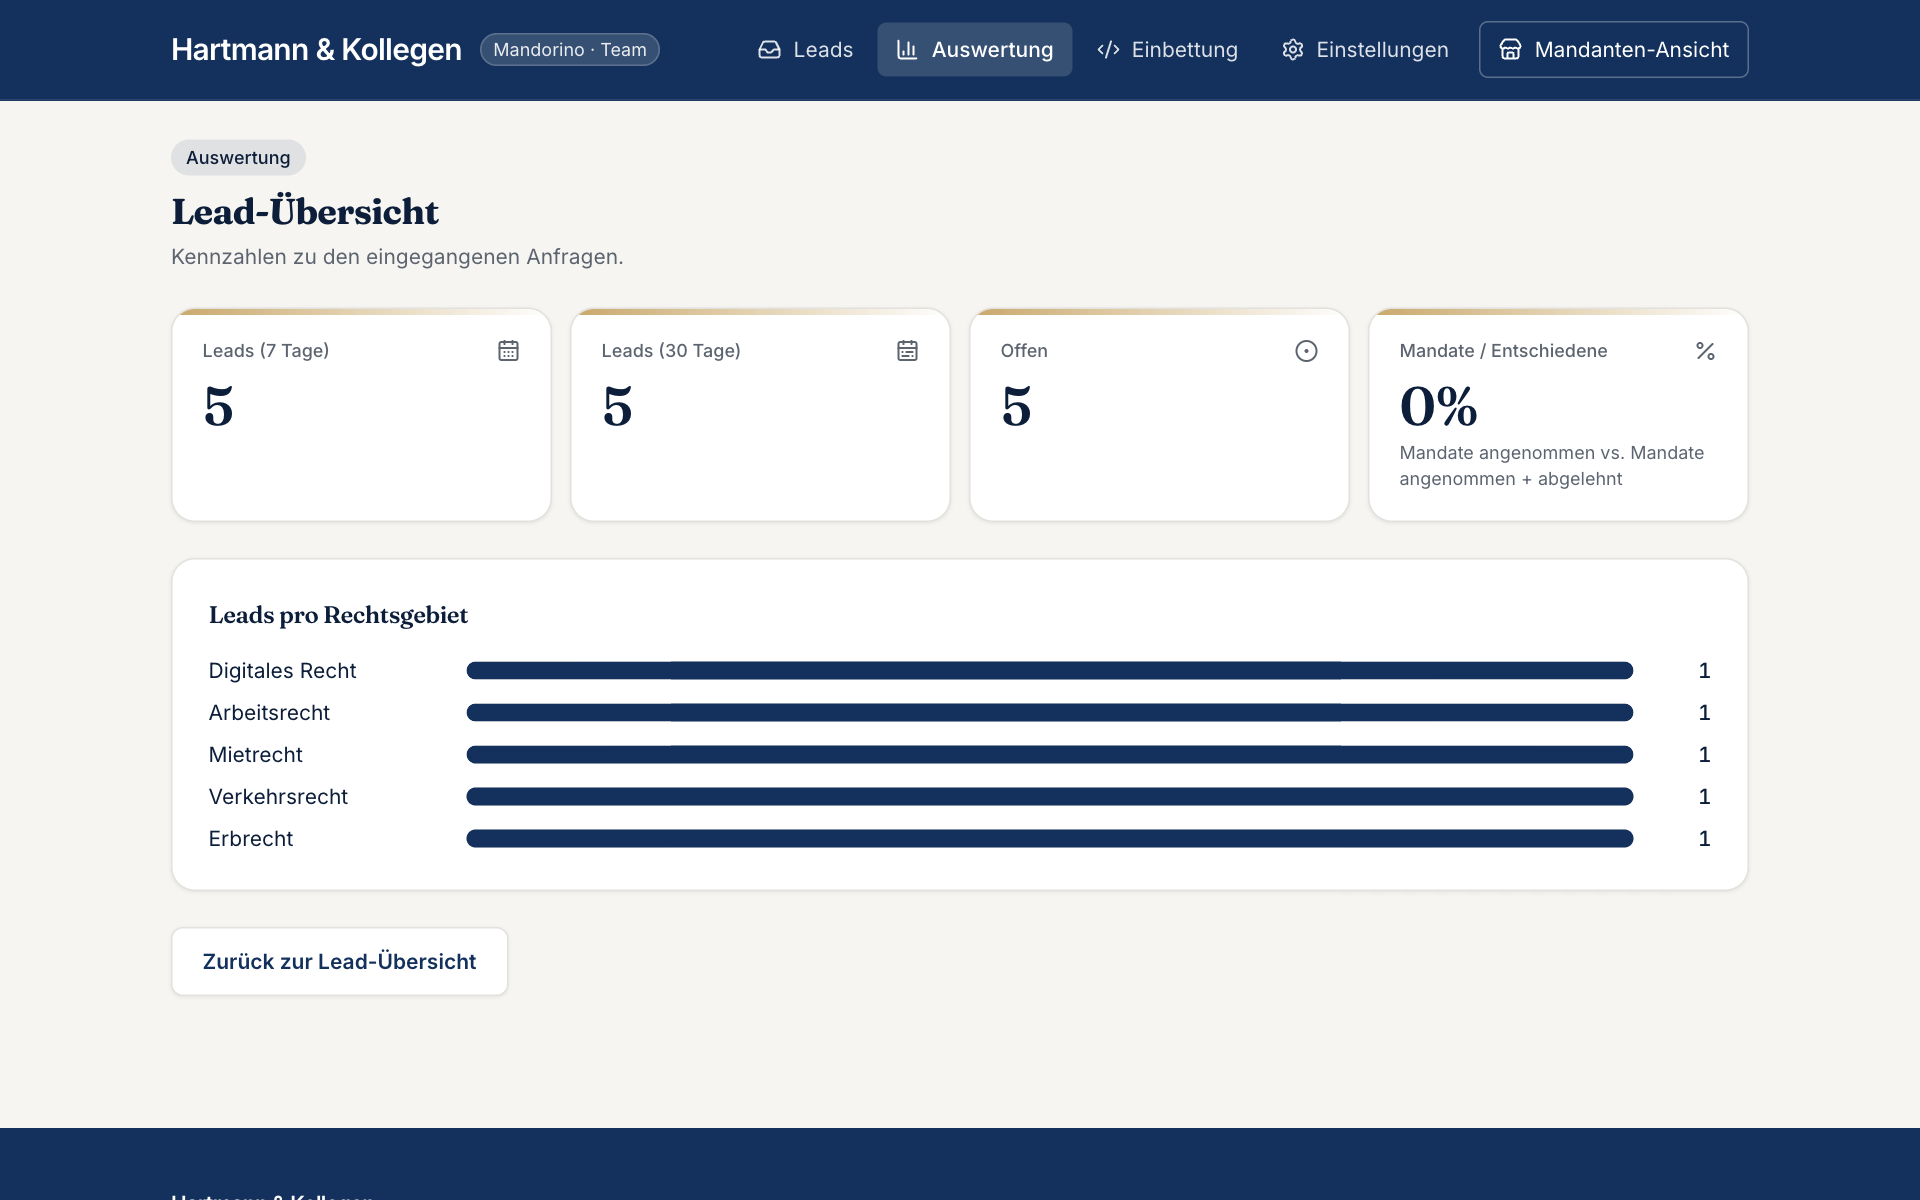 Hartmann & Kollegen
Mandorino · Team
Leads
Auswertung
Einbettung
Einstellungen
Mandanten-Ansicht
Auswertung
Lead-Übersicht
Kennzahlen zu den eingegangenen Anfragen.
Leads (7 Tage)
5
Leads (30 Tage)
5
Offen
5
Mandate / Entschiedene
0%
Mandate angenommen vs. Mandate
angenommen + abgelehnt
Leads pro Rechtsgebiet
Digitales Recht 1
Arbeitsrecht 1
Mietrecht 1
Verkehrsrecht 1
Erbrecht 1
Zurück zur Lead-Übersicht
Hartmann & Kollegen